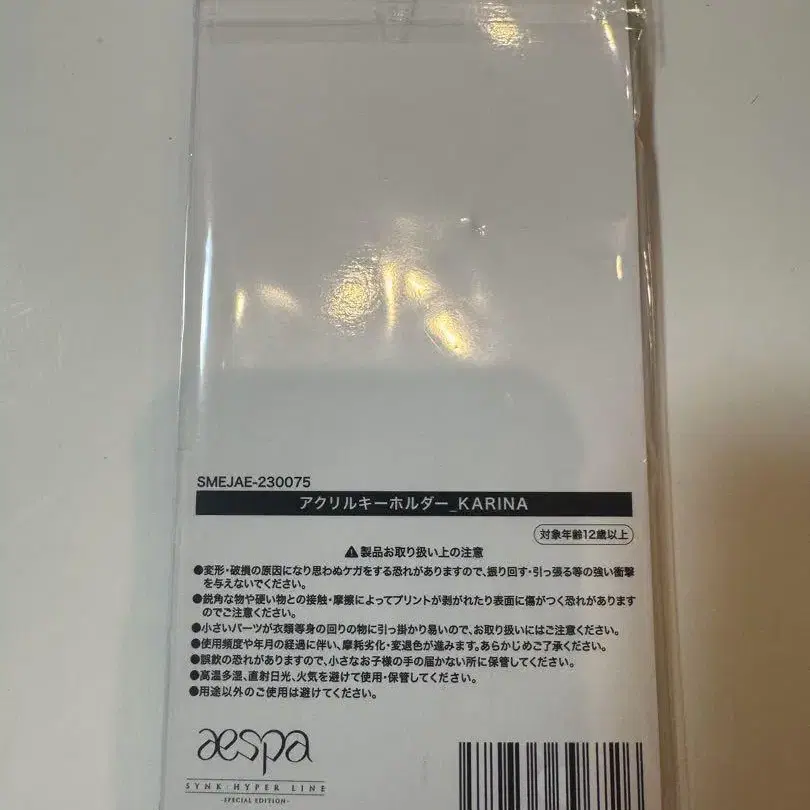 SMEJAE-230075
アクリルキーホルダー_KARINA
対象年齢12歳以上
⚠製品お取り扱い上の注意
●変形・破損の原因になり思わぬケガをする恐れがありますので、振り回す・引っ張る等の強い衝撃
を与えないでください。
●鋭角な物や硬い物との接触・摩擦によってプリントが剥がれたり表面に傷がつく恐れがあります
のでご注意ください。
●小さいパーツが衣類等身の回りの物に引っ掛かり易いので、お取り扱いにはご注意ください。
●使用頻度や年月の経過に伴い、摩耗劣化・変退色が進みます。あらかじめご了承ください。
●誤飲の恐れがありますので、小さなお子様の手の届かない所に保管してください。
●高温多湿、直射日光、火気を避けて使用・保管してください。
●用途以外のご使用は避けてください。
aespa
SYNK : HYPER LINE
-SPECIAL EDITION-